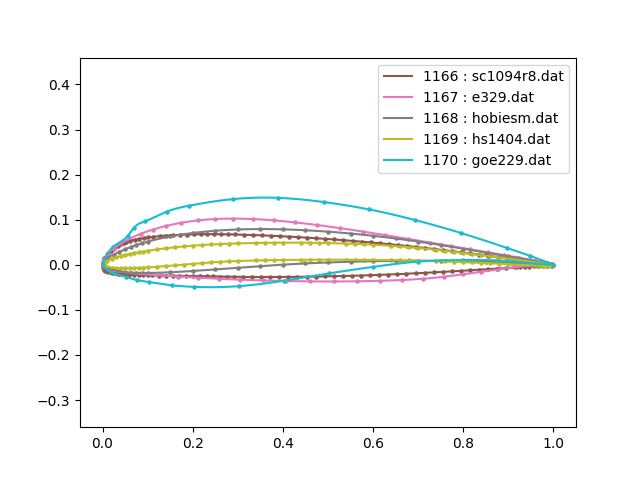 1166 : sc1094r8.dat
1167 : e329.dat
1168 : hobiesm.dat
1169 : hs1404.dat
1170 : goe229.dat
0.4
0.3
0.2
0.1
0.0
−0.1
−0.2
−0.3
0.0 0.2 0.4 0.6 0.8 1.0